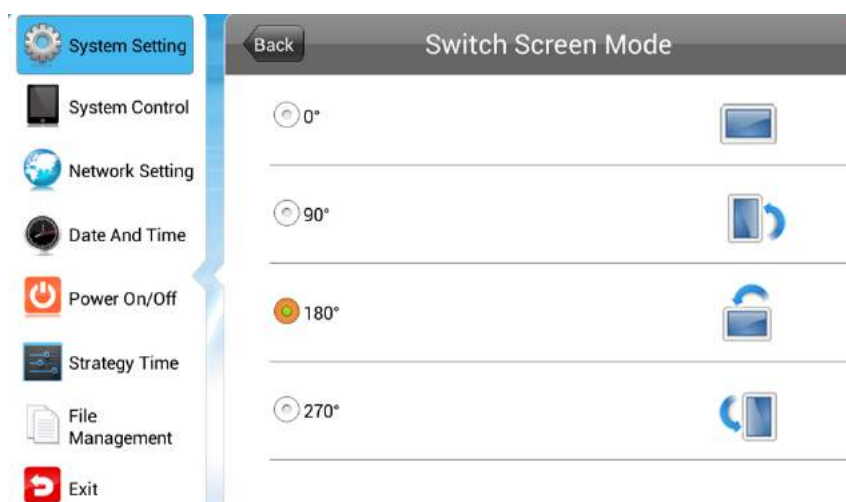 System Setting
System Control
Network Setting
Date And Time
Power On/Off
Strategy Time
File
Management
Exit
Back
Switch Screen Mode
0°
90°
180°
270°